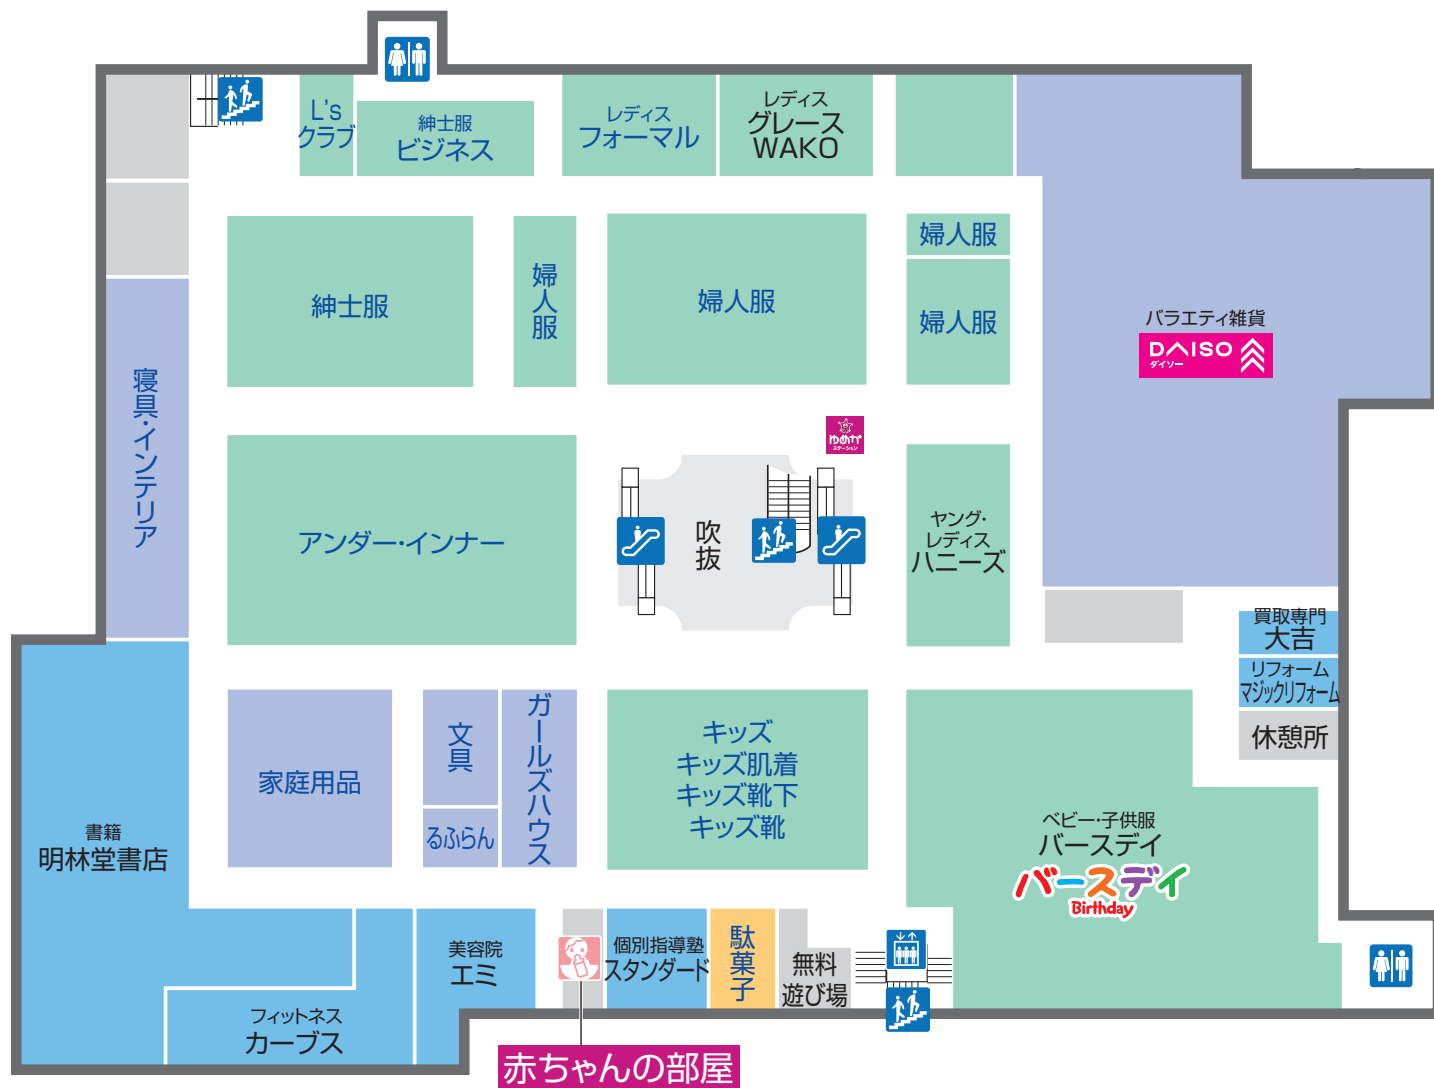 L's
クラブ
紳士服
ビジネス
レディス
フォーマル
レディス
グレース
WAKO
紳士服
婦人服
婦人服
婦人服
婦人服
バラエティ雑貨
DAISO
ダイソー
寝具・インテリア
アンダー・インナー
吹抜
ゆめか
ステーション
ヤング・
レディス
ハニーズ
買取専門
大吉
リフォーム
マジックリフォーム
休憩所
家庭用品
文具
るふらん
ガールズハウス
キッズ
キッズ肌着
キッズ靴下
キッズ靴
ベビー・子供服
バースデイ
バースデイ
Birthday
書籍
明林堂書店
フィットネス
カーブス
美容院
エミ
個別指導塾
スタンダード
駄菓子
無料
遊び場
赤ちゃんの部屋